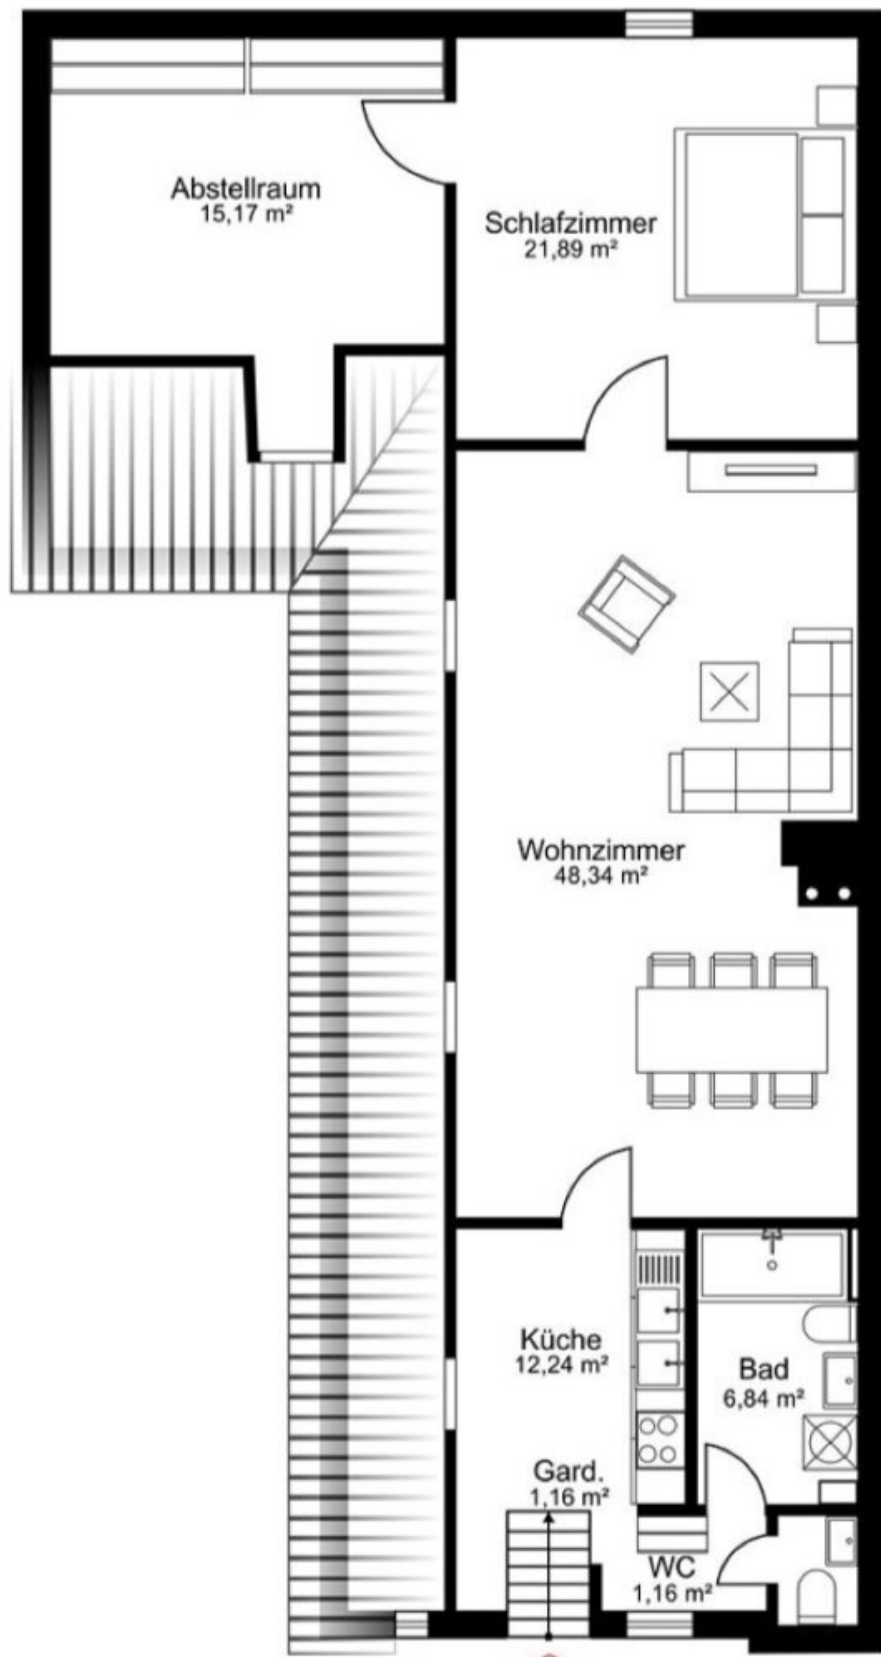 Abstellraum
15,17 m²
Schlafzimmer
21,89 m²
Wohnzimmer
48,34 m²
Küche
12,24 m²
Bad
6,84 m²
Gard.
1,16 m²
WC
1,16 m²